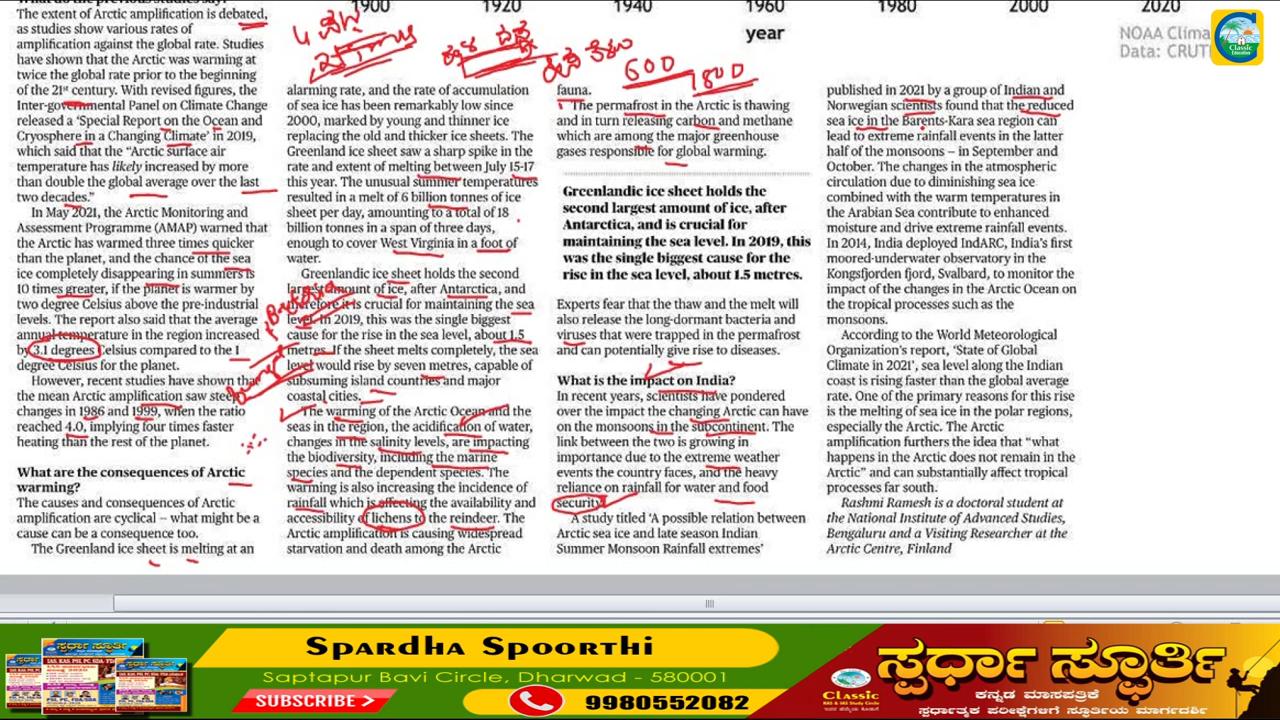 1900
1920
1940
1960
1980
2000
2020
year
NOAA Clima
Data: CRUT
Classic
Education
The extent of Arctic amplification is debated,
as studies show various rates of
amplification against the global rate. Studies
have shown that the Arctic was warming at
twice the global rate prior to the beginning
of the 21st century. With revised figures, the
Inter-governmental Panel on Climate Change
released a ‘Special Report on the Ocean and
Cryosphere in a Changing Climate’ in 2019,
which said that the “Arctic surface air
temperature has likely increased by more
than double the global average over the last
two decades.”
In May 2021, the Arctic Monitoring and
Assessment Programme (AMAP) warned that
the Arctic has warmed three times quicker
than the planet, and the chance of the sea
ice completely disappearing in summers is
10 times greater, if the planet is warmer by
two degree Celsius above the pre-industrial
levels. The report also said that the average
annual temperature in the region increased
by 3.1 degrees Celsius compared to the 1
degree Celsius for the planet.
However, recent studies have shown that
the mean Arctic amplification saw steep
changes in 1986 and 1999, when the ratio
reached 4.0, implying four times faster
heating than the rest of the planet.
What are the consequences of Arctic
warming?
The causes and consequences of Arctic
amplification are cyclical – what might be a
cause can be a consequence too.
The Greenland ice sheet is melting at an
alarming rate, and the rate of accumulation
of sea ice has been remarkably low since
2000, marked by young and thinner ice
replacing the old and thicker ice sheets. The
Greenland ice sheet saw a sharp spike in the
rate and extent of melting between July 15-17
this year. The unusual summer temperatures
resulted in a melt of 6 billion tonnes of ice
sheet per day, amounting to a total of 18
billion tonnes in a span of three days,
enough to cover West Virginia in a foot of
water.
Greenlandic ice sheet holds the second
largest amount of ice, after Antarctica, and
therefore it is crucial for maintaining the sea
level. In 2019, this was the single biggest
cause for the rise in the sea level, about 1.5
metres. If the sheet melts completely, the sea
level would rise by seven metres, capable of
subsuming island countries and major
coastal cities.
The warming of the Arctic Ocean and the
seas in the region, the acidification of water,
changes in the salinity levels, are impacting
the biodiversity, including the marine
species and the dependent species. The
warming is also increasing the incidence of
rainfall which is affecting the availability and
accessibility of lichens to the reindeer. The
Arctic amplification is causing widespread
starvation and death among the Arctic
600
800
fauna.
The permafrost in the Arctic is thawing
and in turn releasing carbon and methane
which are among the major greenhouse
gases responsible for global warming.
Greenlandic ice sheet holds the
second largest amount of ice, after
Antarctica, and is crucial for
maintaining the sea level. In 2019, this
was the single biggest cause for the
rise in the sea level, about 1.5 metres.
Experts fear that the thaw and the melt will
also release the long-dormant bacteria and
viruses that were trapped in the permafrost
and can potentially give rise to diseases.
What is the impact on India?
In recent years, scientists have pondered
over the impact the changing Arctic can have
on the monsoons in the subcontinent. The
link between the two is growing in
importance due to the extreme weather
events the country faces, and the heavy
reliance on rainfall for water and food
security.
A study titled ‘A possible relation between
Arctic sea ice and late season Indian
Summer Monsoon Rainfall extremes’
published in 2021 by a group of Indian and
Norwegian scientists found that the reduced
sea ice in the Barents-Kara sea region can
lead to extreme rainfall events in the latter
half of the monsoons – in September and
October. The changes in the atmospheric
circulation due to diminishing sea ice
combined with the warm temperatures in
the Arabian Sea contribute to enhanced
moisture and drive extreme rainfall events.
In 2014, India deployed IndARC, India’s first
moored-underwater observatory in the
Kongsfjorden fjord, Svalbard, to monitor the
impact of the changes in the Arctic Ocean on
the tropical processes such as the
monsoons.
According to the World Meteorological
Organization’s report, ‘State of Global
Climate in 2021’, sea level along the Indian
coast is rising faster than the global average
rate. One of the primary reasons for this rise
is the melting of sea ice in the polar regions,
especially the Arctic. The Arctic
amplification furthers the idea that “what
happens in the Arctic does not remain in the
Arctic” and can substantially affect tropical
processes far south.
Rashmi Ramesh is a doctoral student at
the National Institute of Advanced Studies,
Bengaluru and a Visiting Researcher at the
Arctic Centre, Finland
Spardha Spoorthi
Saptapur Bavi Circle, Dharwad - 580001
SUBSCRIBE
9980552082
Classic
KAS & IAS Study Circle
ಸ್ಪರ್ಧಾ ಸ್ಫೂರ್ತಿ
ಕನ್ನಡ ಮಾಸಪತ್ರಿಕೆ
ಸ್ಪರ್ಧಾತ್ಮಕ ಪರೀಕ್ಷೆಗಳಿಗೆ ಸ್ಫೂರ್ತಿಯ ಮಾರ್ಗದರ್ಶಿ